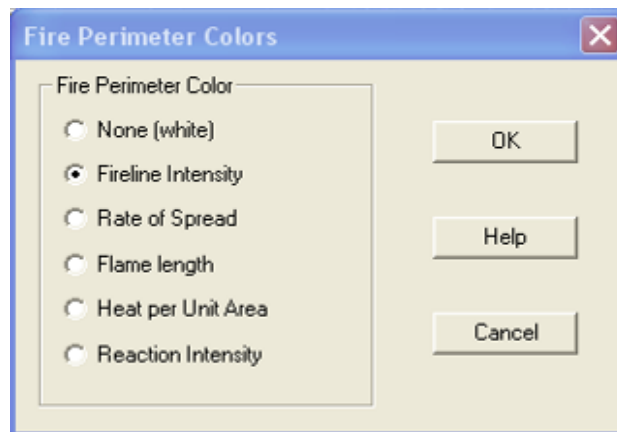 Fire Perimeter Colors
Fire Perimeter Color
None (white)
Fireline Intensity
Rate of Spread
Flame length
Heat per Unit Area
Reaction Intensity
OK
Help
Cancel